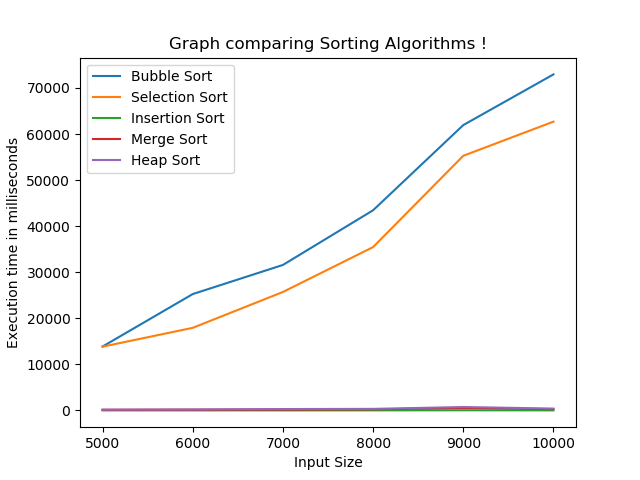 Graph comparing Sorting Algorithms !
Bubble Sort
Selection Sort
Insertion Sort
Merge Sort
Heap Sort
Execution time in milliseconds
70000
60000
50000
40000
30000
20000
10000
0
5000 6000 7000 8000 9000 10000
Input Size